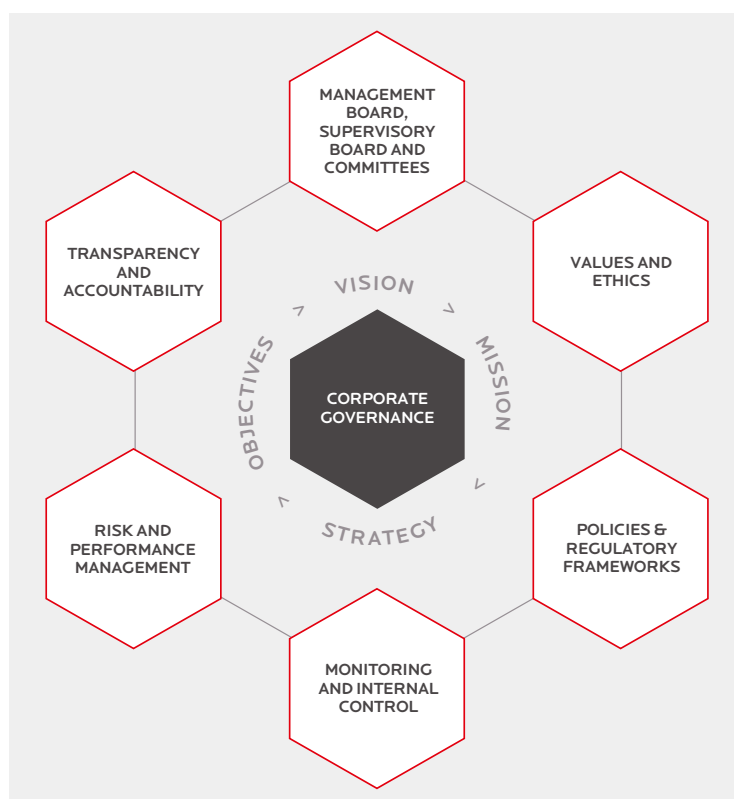 MANAGEMENT
BOARD,
SUPERVISORY
BOARD AND
COMMITTEES
TRANSPARENCY
AND
ACCOUNTABILITY
VALUES AND
ETHICS
VISION
>
MISSION
>
STRATEGY
>
OBJECTIVES
>
CORPORATE
GOVERNANCE
RISK AND
PERFORMANCE
MANAGEMENT
POLICIES &
REGULATORY
FRAMEWORKS
MONITORING
AND INTERNAL
CONTROL